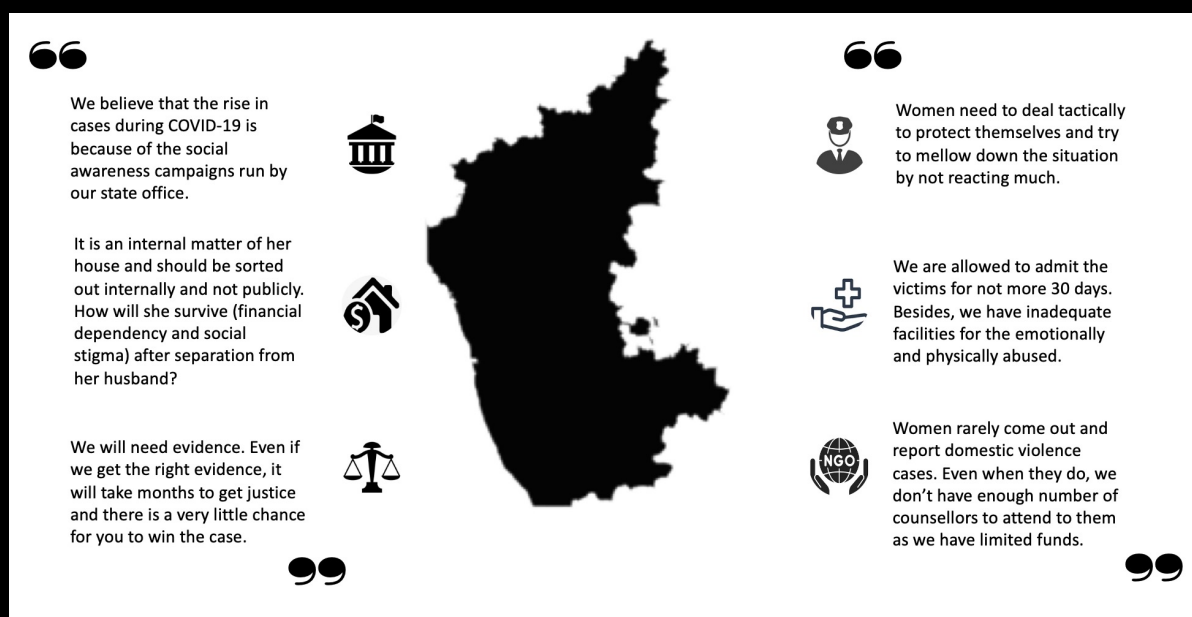 We believe that the rise in
cases during COVID-19 is
because of the social
awareness campaigns run by
our state office.
It is an internal matter of her
house and should be sorted
out internally and not publicly.
How will she survive (financial
dependency and social
stigma) after separation from
her husband?
We will need evidence. Even if
we get the right evidence, it
will take months to get justice
and there is a very little chance
for you to win the case.
Women need to deal tactically
to protect themselves and try
to mellow down the situation
by not reacting much.
We are allowed to admit the
victims for not more 30 days.
Besides, we have inadequate
facilities for the emotionally
and physically abused.
NGO
Women rarely come out and
report domestic violence
cases. Even when they do, we
don’t have enough number of
counsellors to attend to them
as we have limited funds.